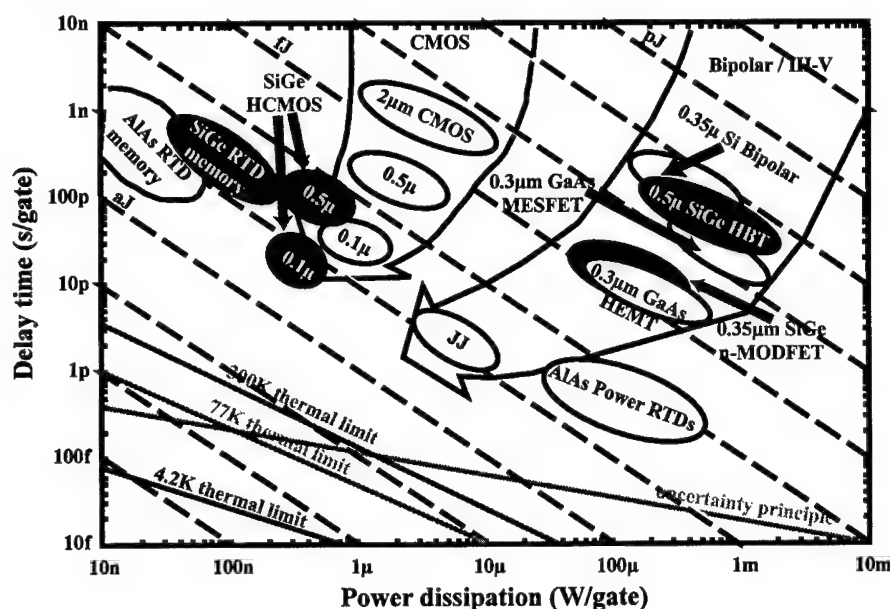 10n
1n
100p
10p
1p
100f
10f
Delay time (s/gate)
10n
100n
1µ
10µ
100µ
1m
10m
Power dissipation (W/gate)
fJ
CMOS
pJ
Bipolar / III-V
SiGe
HCMOS
2µm CMOS
0.35µ Si Bipolar
AlAs RTD
memory
SiGe RTD
memory
0.5µ
0.5µ
0.3µm GaAs
MESFET
0.5µ SiGe HBT
aJ
0.1µ
0.1µ
0.3µm GaAs
HEMT
0.35µm SiGe
n-MODFET
JJ
AlAs Power RTDs
300K thermal limit
77K thermal limit
4.2K thermal limit
uncertainty principle